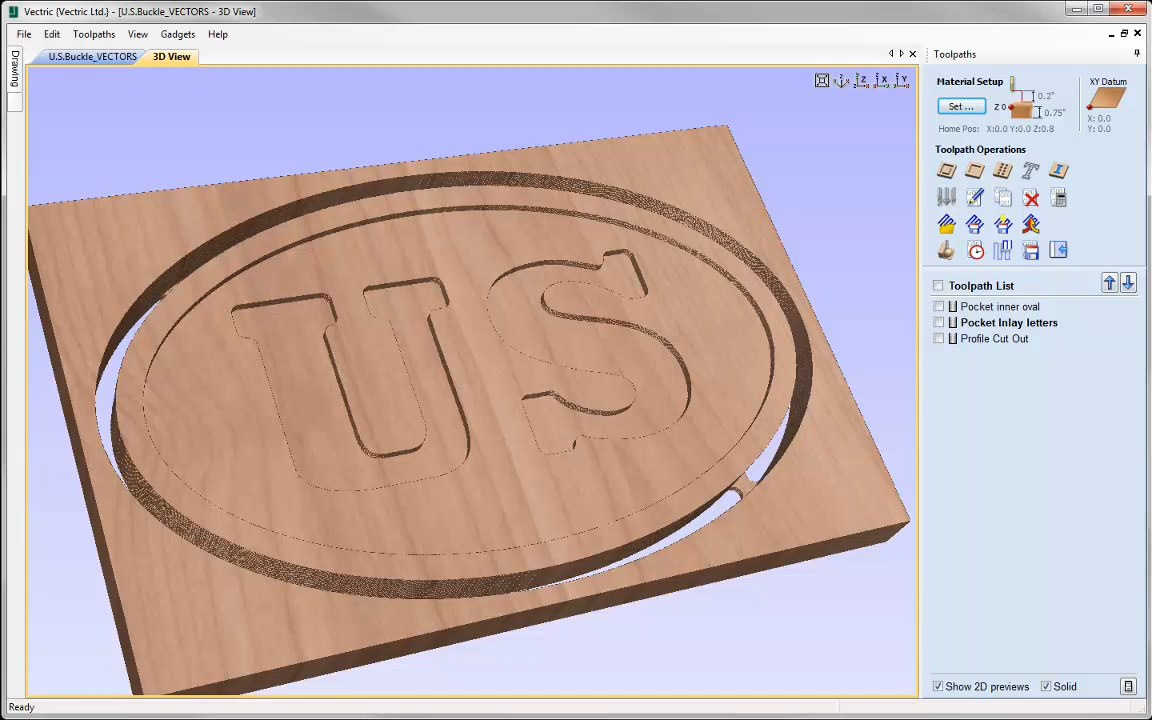 Vectric {Vectric Ltd.} - [U.S.Buckle_VECTORS - 3D View]
File Edit Toolpaths View Gadgets Help
Drawing
U.S.Buckle_VECTORS 3D View
Z X Y
US
Toolpaths
Material Setup
Set ...
Z 0
0.2"
0.75"
XY Datum
X: 0.0
Y: 0.0
Home Pos: X:0.0 Y:0.0 Z:0.8
Toolpath Operations
Toolpath List
Pocket inner oval
Pocket Inlay letters
Profile Cut Out
Show 2D previews Solid
Ready